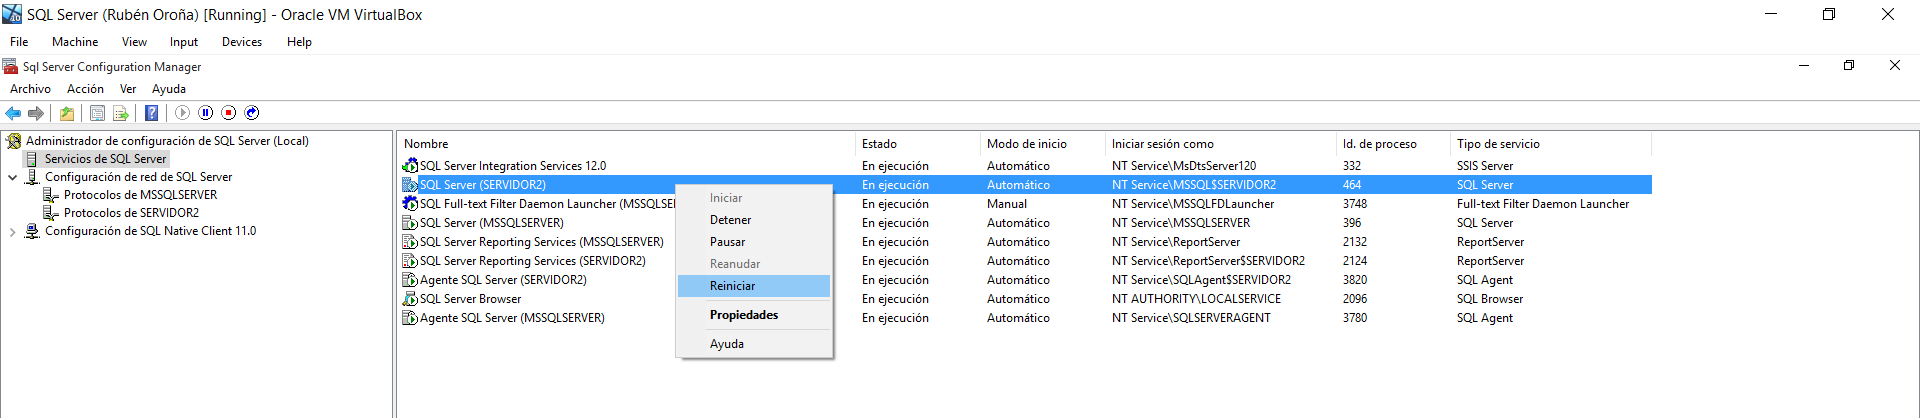 SQL Server (Rubén Oroña) [Running] - Oracle VM VirtualBox
File Machine View Input Devices Help
Sql Server Configuration Manager
Archivo Acción Ver Ayuda
Administrador de configuración de SQL Server (Local)
Servicios de SQL Server
Configuración de red de SQL Server
Protocolos de MSSQLSERVER
Protocolos de SERVIDOR2
Configuración de SQL Native Client 11.0
Nombre Estado Modo de inicio Iniciar sesión como Id. de proceso Tipo de servicio
SQL Server Integration Services 12.0 En ejecución Automático NT Service\MsDtsServer120 332 SSIS Server
SQL Server (SERVIDOR2) En ejecución Automático NT Service\MSSQL$SERVIDOR2 464 SQL Server
SQL Full-text Filter Daemon Launcher (MSSQLSE En ejecución Manual NT Service\MSSQLFDLauncher 3748 Full-text Filter Daemon Launcher
SQL Server (MSSQLSERVER) En ejecución Automático NT Service\MSSQLSERVER 396 SQL Server
SQL Server Reporting Services (MSSQLSERVER) En ejecución Automático NT Service\ReportServer 2132 ReportServer
SQL Server Reporting Services (SERVIDOR2) En ejecución Automático NT Service\ReportServer$SERVIDOR2 2124 ReportServer
Agente SQL Server (SERVIDOR2) En ejecución Automático NT Service\SQLAgent$SERVIDOR2 3820 SQL Agent
SQL Server Browser En ejecución Automático NT AUTHORITY\LOCALSERVICE 2096 SQL Browser
Agente SQL Server (MSSQLSERVER) En ejecución Automático NT Service\SQLSERVERAGENT 3780 SQL Agent
Iniciar
Detener
Pausar
Reanudar
Reiniciar
Propiedades
Ayuda